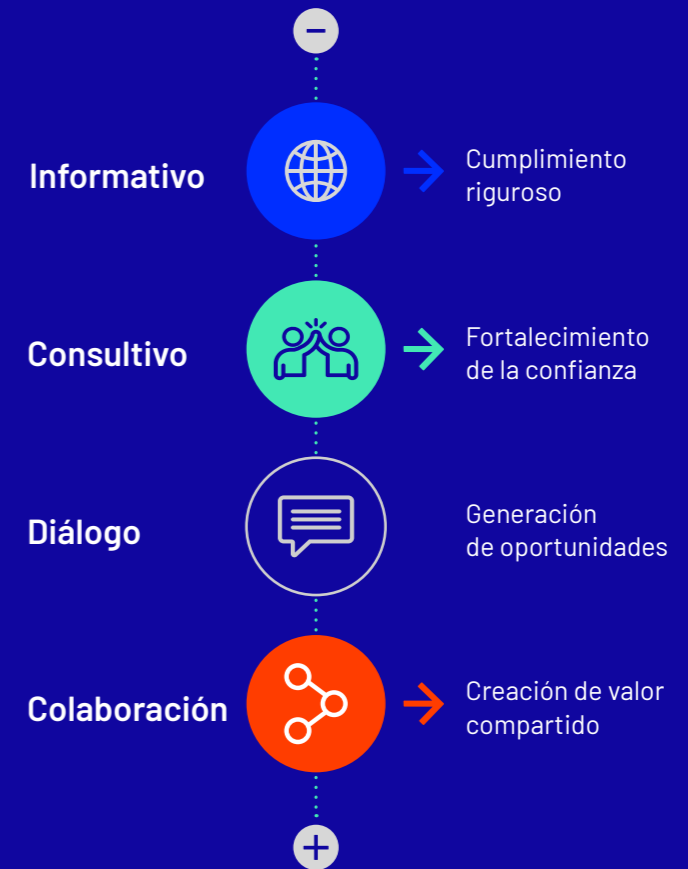 −
Informativo
Cumplimiento
riguroso
Consultivo
Fortalecimiento
de la confianza
Diálogo
Generación
de oportunidades
Colaboración
Creación de valor
compartido
+